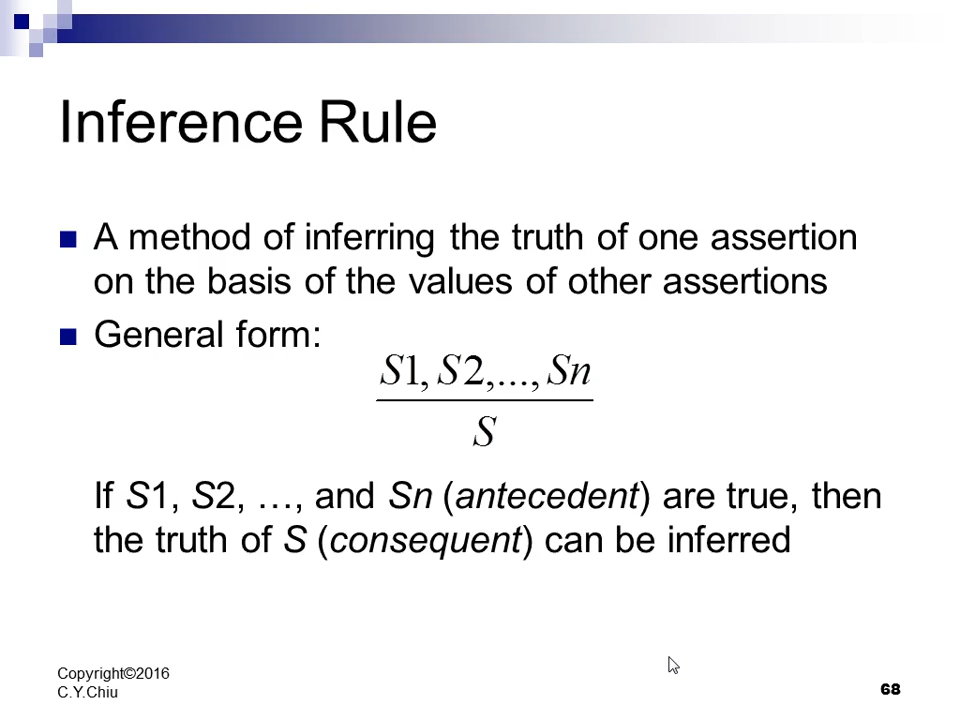 Inference Rule
A method of inferring the truth of one assertion
on the basis of the values of other assertions
General form:
S1, S2,..., Sn
S
If S1, S2, …, and Sn (antecedent) are true, then
the truth of S (consequent) can be inferred
Copyright©2016
C.Y.Chiu
68